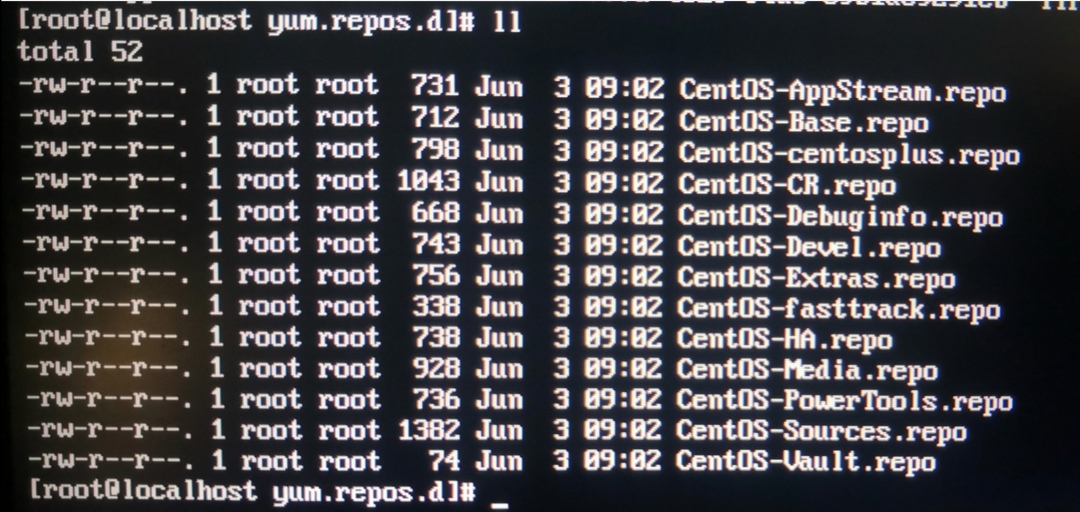 [root@localhost yum.repos.d]# ll
total 52
-rw-r--r--. 1 root root  731 Jun  3 09:02 CentOS-AppStream.repo
-rw-r--r--. 1 root root  712 Jun  3 09:02 CentOS-Base.repo
-rw-r--r--. 1 root root  798 Jun  3 09:02 CentOS-centosplus.repo
-rw-r--r--. 1 root root 1043 Jun  3 09:02 CentOS-CR.repo
-rw-r--r--. 1 root root  668 Jun  3 09:02 CentOS-Debuginfo.repo
-rw-r--r--. 1 root root  743 Jun  3 09:02 CentOS-Devel.repo
-rw-r--r--. 1 root root  756 Jun  3 09:02 CentOS-Extras.repo
-rw-r--r--. 1 root root  338 Jun  3 09:02 CentOS-fasttrack.repo
-rw-r--r--. 1 root root  738 Jun  3 09:02 CentOS-HA.repo
-rw-r--r--. 1 root root  928 Jun  3 09:02 CentOS-Media.repo
-rw-r--r--. 1 root root  736 Jun  3 09:02 CentOS-PowerTools.repo
-rw-r--r--. 1 root root 1382 Jun  3 09:02 CentOS-Sources.repo
-rw-r--r--. 1 root root   74 Jun  3 09:02 CentOS-Vault.repo
[root@localhost yum.repos.d]# _